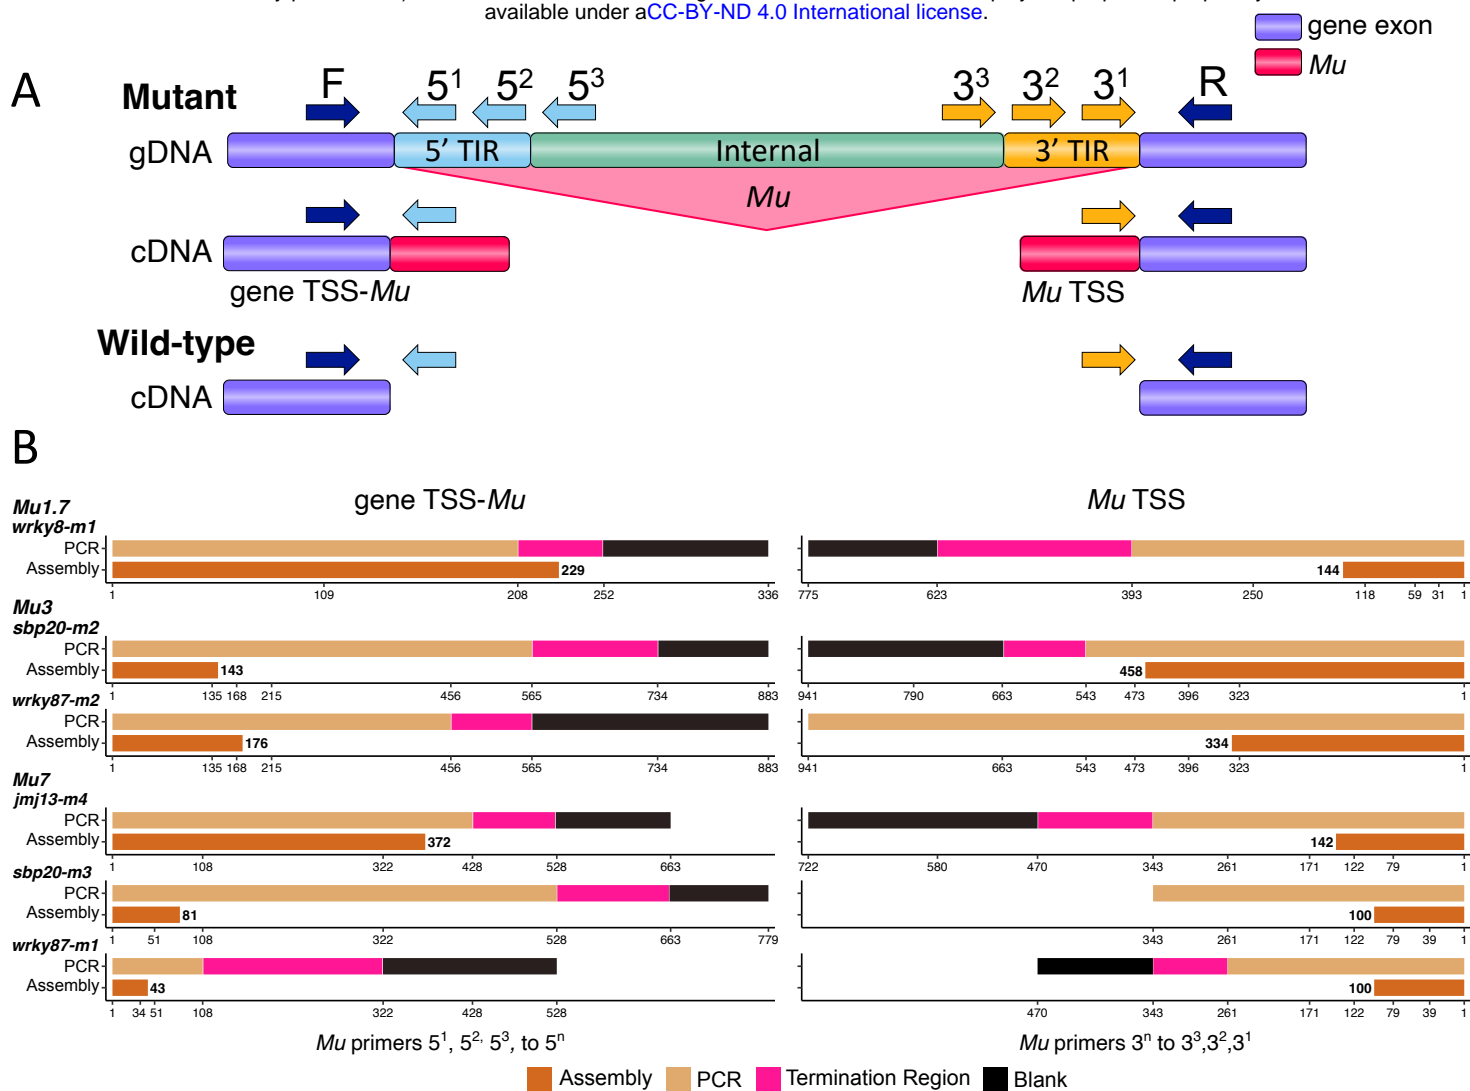 available under aCC-BY-ND 4.0 International license.
gene exon
Mu
A
Mutant
F 5¹ 5² 5³ 3³ 3² 3¹ R
gDNA 5' TIR Internal 3' TIR
Mu
cDNA
gene TSS-Mu Mu TSS
Wild-type
cDNA
B
gene TSS-Mu Mu TSS
Mu1.7
wrky8-m1
PCR
Assembly 229 144
1 109 208 252 336 775 623 393 250 118 59 31 1
Mu3
sbp20-m2
PCR
Assembly 143 458
1 135 168 215 456 565 734 883 941 790 663 543 473 396 323 1
wrky87-m2
PCR
Assembly 176 334
1 135 168 215 456 565 734 883 941 663 543 473 396 323 1
Mu7
jmj13-m4
PCR
Assembly 372 142
1 108 322 428 528 663 722 580 470 343 261 171 122 79 1
sbp20-m3
PCR
Assembly 81 100
1 51 108 322 528 663 779 343 261 171 122 79 39 1
wrky87-m1
PCR
Assembly 43 100
1 34 51 108 322 428 528 470 343 261 171 122 79 39 1
Mu primers 5¹, 5², 5³, to 5ⁿ Mu primers 3ⁿ to 3³,3²,3¹
Assembly PCR Termination Region Blank